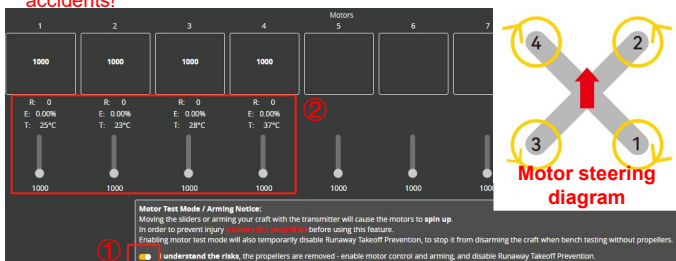 accidents!
Motors
1 2 3 4 5 6 7
1000 1000 1000 1000
R: 0 R: 0 R: 0 R: 0
E: 0.00% E: 0.00% E: 0.00% E: 0.00%
T: 25°C T: 23°C T: 28°C T: 37°C
②
1000 1000 1000 1000 1000 1000 1000
4 2
3 1
Motor steering
diagram
Motor Test Mode / Arming Notice:
Moving the sliders or arming your craft with the transmitter will cause the motors to spin up.
In order to prevent injury remove ALL propellers before using this feature.
Enabling motor test mode will also temporarily disable Runaway Takeoff Prevention, to stop it from disarming the craft when bench testing without propellers.
① I understand the risks, the propellers are removed - enable motor control and arming, and disable Runaway Takeoff Prevention.